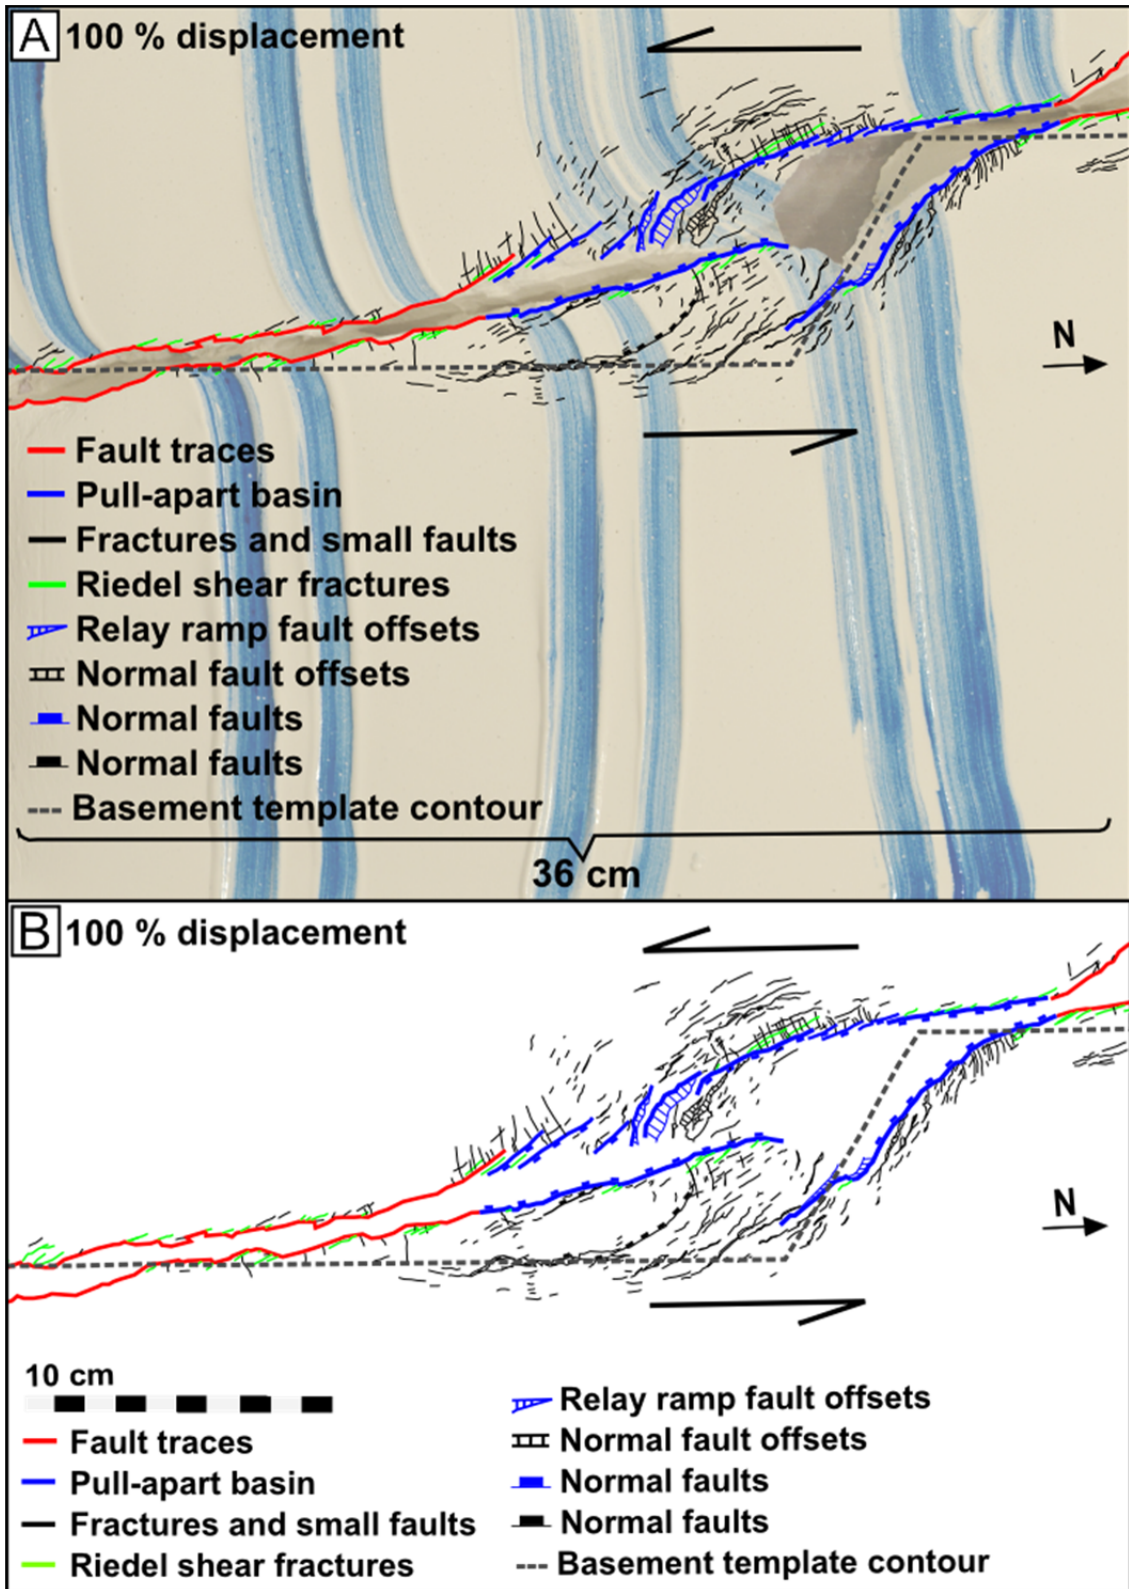 A 100 % displacement
N
Fault traces
Pull-apart basin
Fractures and small faults
Riedel shear fractures
Relay ramp fault offsets
Normal fault offsets
Normal faults
Normal faults
Basement template contour
36 cm
B 100 % displacement
N
10 cm
Fault traces
Pull-apart basin
Fractures and small faults
Riedel shear fractures
Relay ramp fault offsets
Normal fault offsets
Normal faults
Normal faults
Basement template contour